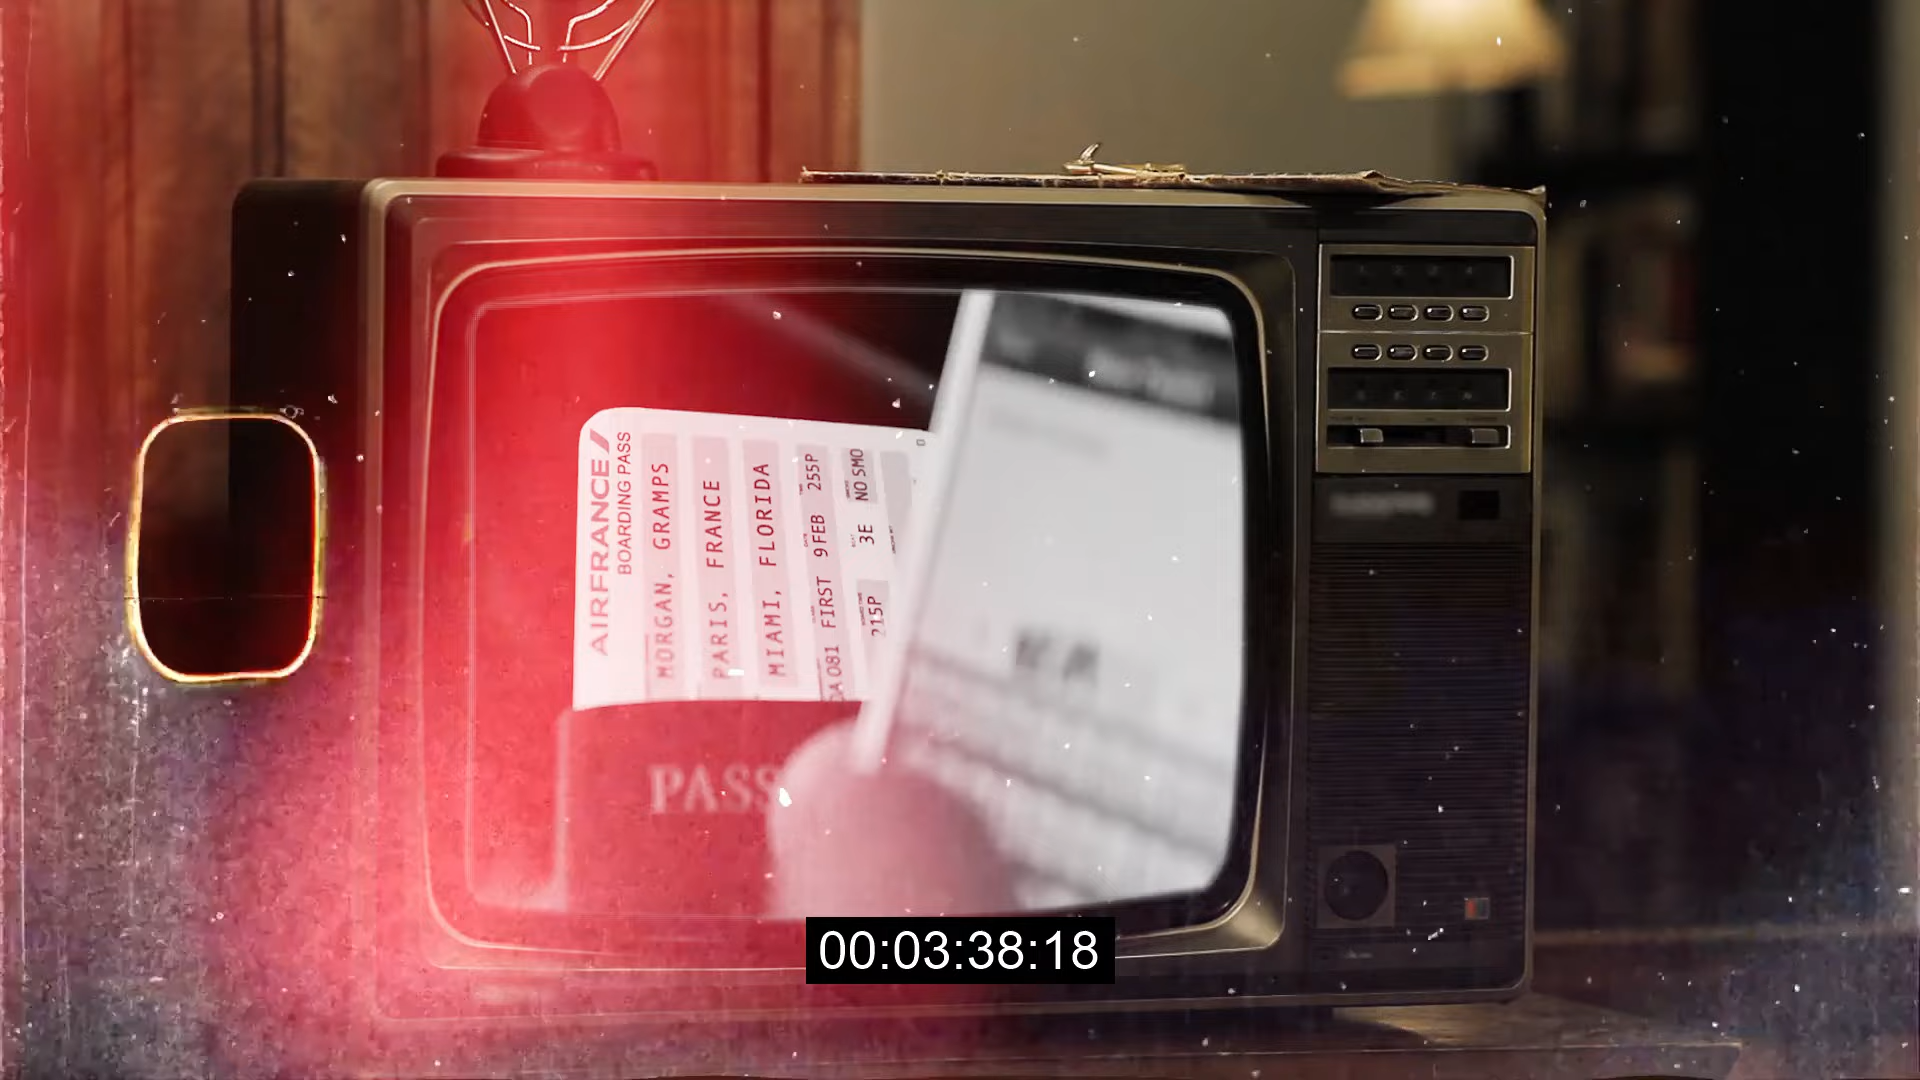 AIRFRANCE
BOARDING PASS
MORGAN, GRAMPS
PARIS, FRANCE
MIAMI, FLORIDA
A 081 FIRST 9 FEB 255P
3E NO SMO
215P
PASS
00:03:38:18